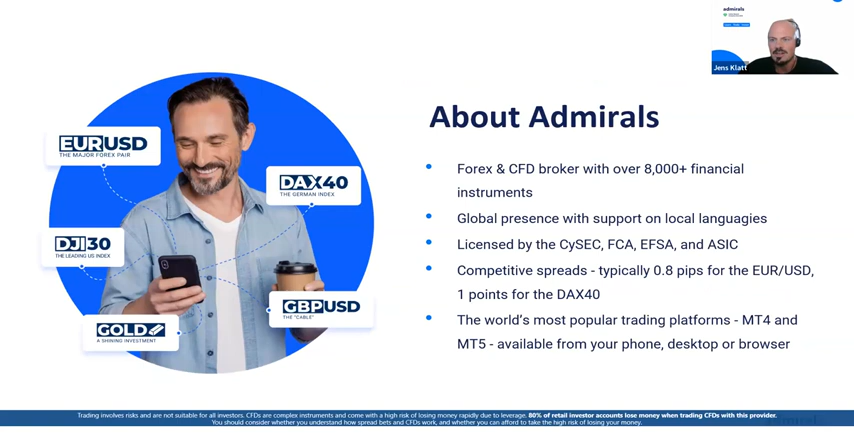 admirals
Jens Klatt
EURUSD
THE MAJOR FOREX PAIR
DAX40
THE GERMAN INDEX
DJI30
THE LEADING US INDEX
GBPUSD
THE "CABLE"
GOLD
A SHINING INVESTMENT
About Admirals
• Forex & CFD broker with over 8,000+ financial
instruments
• Global presence with support on local languagies
• Licensed by the CySEC, FCA, EFSA, and ASIC
• Competitive spreads - typically 0.8 pips for the EUR/USD,
1 points for the DAX40
• The world's most popular trading platforms - MT4 and
MT5 - available from your phone, desktop or browser
Trading involves risks and are not suitable for all investors. CFDs are complex instruments and come with a high risk of losing money rapidly due to leverage. 80% of retail investor accounts lose money when trading CFDs with this provider.
You should consider whether you understand how spread bets and CFDs work, and whether you can afford to take the high risk of losing your money.